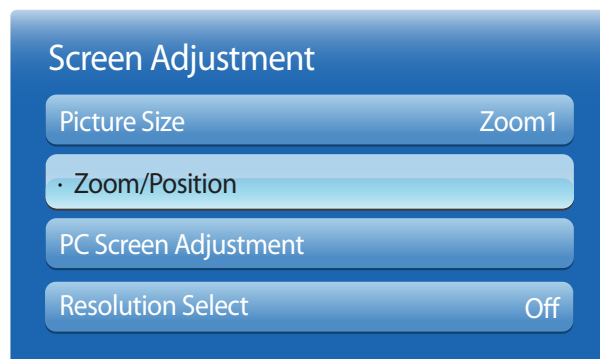 Screen Adjustment
Picture Size Zoom1
· Zoom/Position
PC Screen Adjustment
Resolution Select Off